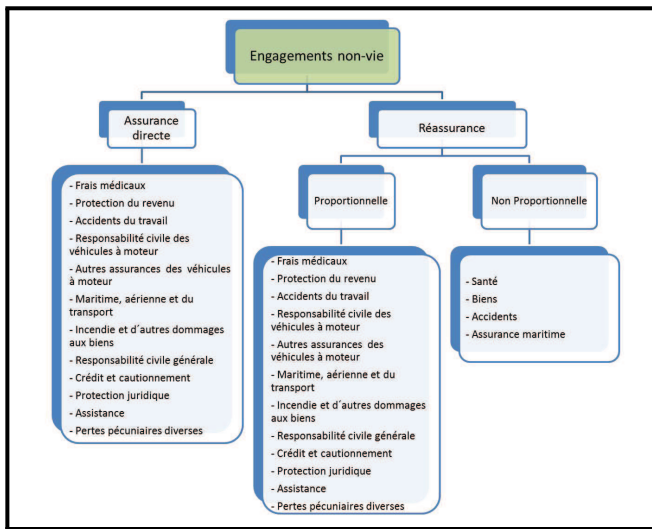 Engagements non-vie
Assurance
directe
Réassurance
- Frais médicaux
- Protection du revenu
- Accidents du travail
- Responsabilité civile des
véhicules à moteur
- Autres assurances des véhicules
à moteur
- Maritime, aérienne et du
transport
- Incendie et d´autres dommages
aux biens
- Responsabilité civile générale
- Crédit et cautionnement
- Protection juridique
- Assistance
- Pertes pécuniaires diverses
Proportionnelle
- Frais médicaux
- Protection du revenu
- Accidents du travail
- Responsabilité civile des
véhicules à moteur
- Autres assurances des
véhicules à moteur
- Maritime, aérienne et du
transport
- Incendie et d´autres dommages
aux biens
- Responsabilité civile générale
- Crédit et cautionnement
- Protection juridique
- Assistance
- Pertes pécuniaires diverses
Non Proportionnelle
- Santé
- Biens
- Accidents
- Assurance maritime